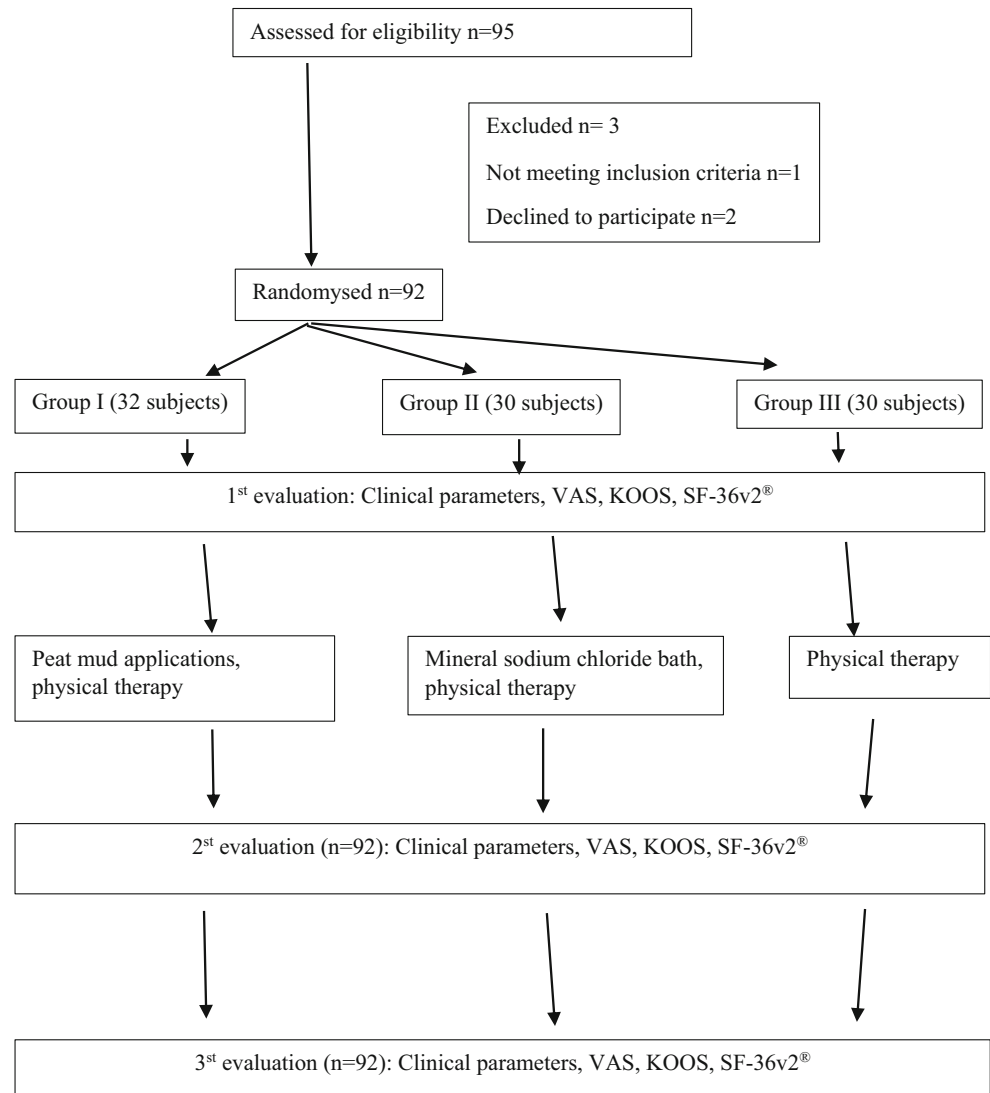 Assessed for eligibility n=95
Excluded n= 3
Not meeting inclusion criteria n=1
Declined to participate n=2
Randomysed n=92
Group I (32 subjects)
Group II (30 subjects)
Group III (30 subjects)
1st evaluation: Clinical parameters, VAS, KOOS, SF-36v2®
Peat mud applications,
physical therapy
Mineral sodium chloride bath,
physical therapy
Physical therapy
2st evaluation (n=92): Clinical parameters, VAS, KOOS, SF-36v2®
3st evaluation (n=92): Clinical parameters, VAS, KOOS, SF-36v2®